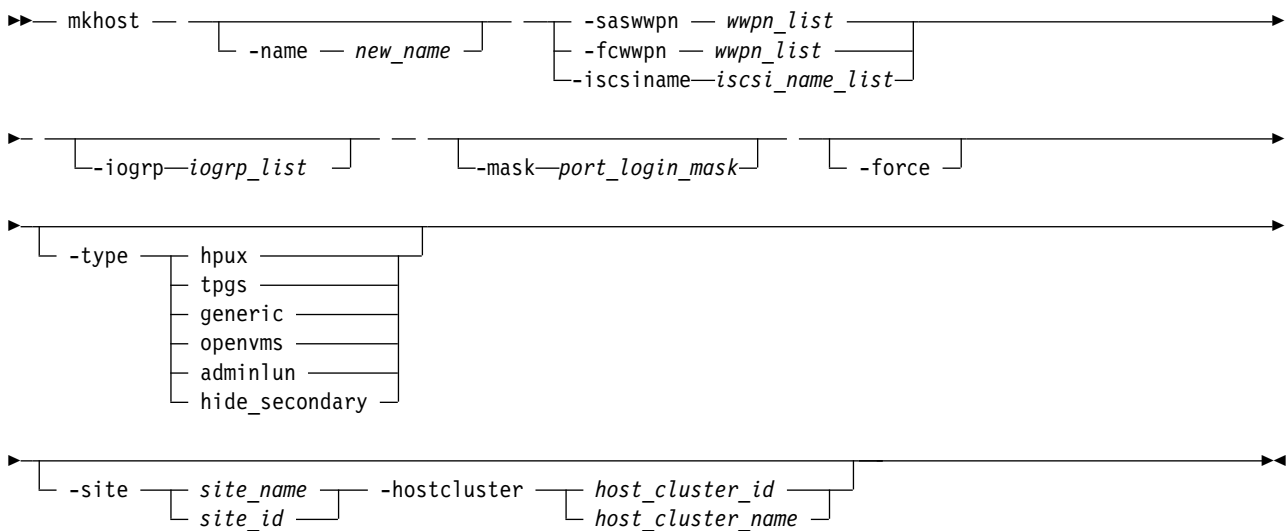 mkhost -saswwpn wwpn_list
-name new_name -fcwwpn wwpn_list
-iscsiname iscsi_name_list
-iogrp iogrp_list -mask port_login_mask -force
-type hpux
tpgs
generic
openvms
adminlun
hide_secondary
-site site_name -hostcluster host_cluster_id
site_id host_cluster_name